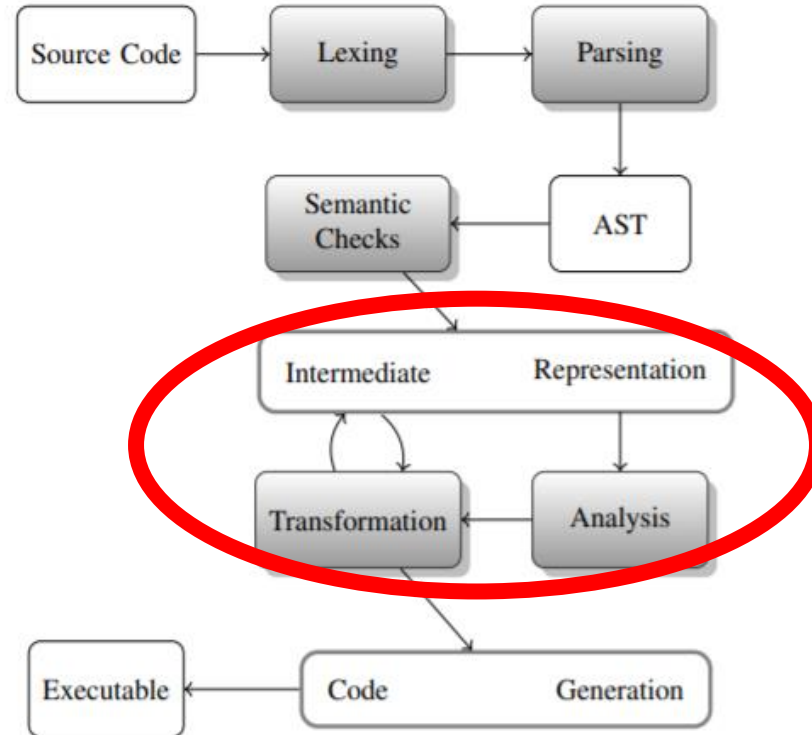 Source Code
Lexing
Parsing
Semantic
Checks
AST
Intermediate Representation
Transformation
Analysis
Executable
Code Generation